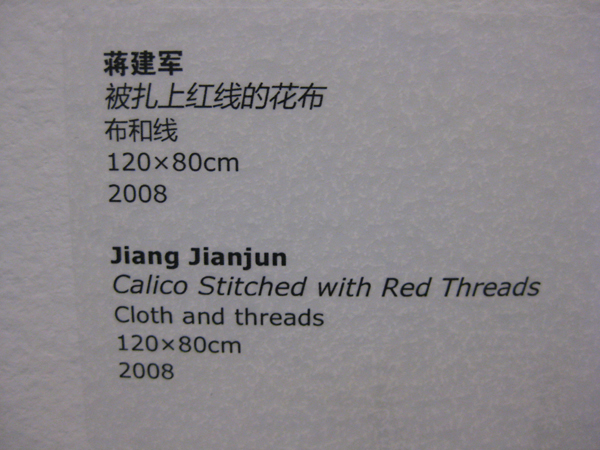 蒋建军
被扎上红线的花布
布和线
120×80cm
2008
Jiang Jianjun
Calico Stitched with Red Threads
Cloth and threads
120×80cm
2008